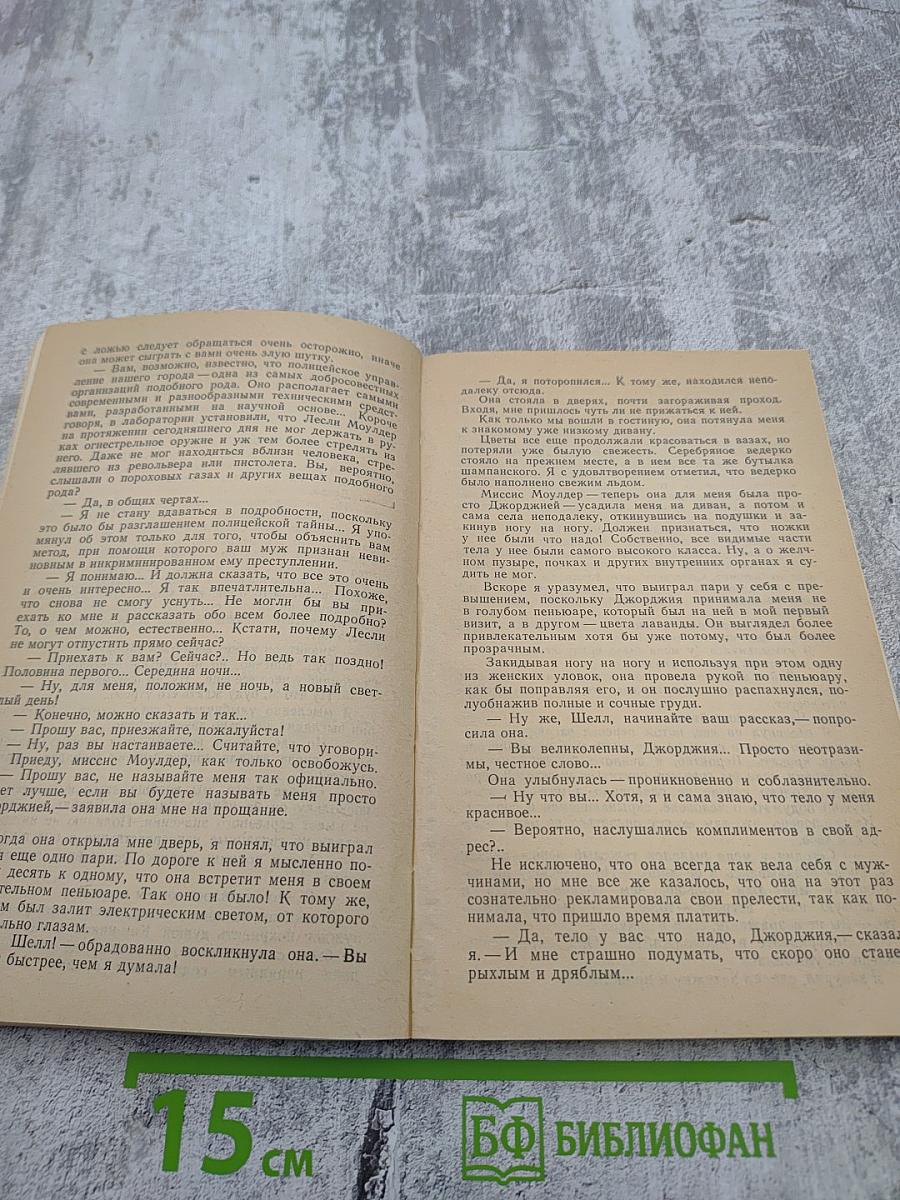 с ложью следует обращаться очень осторожно, иначе
она может сыграть с вами очень злую шутку.
— Вам, возможно, известно, что полицейское управ-
ление нашего города — одна из самых добросовестных
организаций подобного рода. Оно располагает самыми
современными и разнообразными техническими средст-
вами, разработанными на научной основе... Короче
говоря, в лаборатории установили, что Лесли Моулдер
на протяжении сегодняшнего дня не мог держать в ру-
ках огнестрельное оружие и уж тем более стрелять из
него. Даже не мог находиться вблизи человека, стре-
лявшего из револьвера или пистолета. Вы, вероятно,
слышали о пороховых газах и других вещах подобного
рода?
— Да, в общих чертах...
— Я не стану вдаваться в подробности, поскольку
это было бы разглашением полицейской тайны... Я упо-
мянул об этом только для того, чтобы объяснить вам
метод, при помощи которого ваш муж признан неви-
новным в инкриминированном ему преступлении.
— Я понимаю... И должна сказать, что все это очень
и очень интересно... Я так впечатлительна... Похоже,
что снова не смогу уснуть... Не могли бы вы при-
ехать ко мне и рассказать обо всем более подробно?
То, о чем можно, естественно... Кстати, почему Лесли
не могут отпустить прямо сейчас?
— Приехать к вам? Сейчас?.. Но ведь так поздно!
Половина первого... Середина ночи...
— Ну, для меня, положим, не ночь, а новый свет-
лый день!
— Конечно, можно сказать и так...
— Прошу вас, приезжайте, пожалуйста!
— Ну, раз вы настаиваете... Считайте, что уговори-
Приеду, миссис Моулдер, как только освобожусь.
— Прошу вас, не называйте меня так официально.
ет лучше, если вы будете называть меня просто
орджией,— заявила она мне на прощание.
огда она открыла мне дверь, я понял, что выиграл
еще одно пари. По дороге к ней я мысленно по-
десять к одному, что она встретит меня в своем
тельном пеньюаре. Так оно и было! К тому же,
м был залит электрическим светом, от которого
льно глазам.
Шелл! — обрадованно воскликнула она. — Вы
быстрее, чем я думала!
— Да, я поторопился... К тому же, находился непо-
далеку отсюда.
Она стояла в дверях, почти загораживая проход.
Входя, мне пришлось чуть ли не прижаться к ней.
Как только мы вошли в гостиную, она потянула меня
к знакомому уже низкому дивану.
Цветы все еще продолжали красоваться в вазах, но
потеряли уже былую свежесть. Серебряное ведерко
стояло на прежнем месте, а в нем все та же бутылка
шампанского. Я с удовлтворением отметил, что ведерко
было наполнено свежим льдом.
Миссис Моулдер — теперь она для меня была про-
сто Джорджией — усадила меня на диван, а потом и
сама села неподалеку, откинувшись на подушки и за-
кинув ногу на ногу. Должен признаться, что ножки
у нее были что надо! Собственно, все видимые части
тела у нее были самого высокого класса. Ну, а о желч-
ном пузыре, почках и других внутренних органах я су-
дить не мог.
Вскоре я уразумел, что выиграл пари у себя с пре-
вышением, поскольку Джорджия принимала меня не
в голубом пеньюаре, который был на ней в мой первый
визит, а в другом — цвета лаванды. Он выглядел более
привлекательным хотя бы уже потому, что был более
прозрачным.
Закидывая ногу на ногу и используя при этом одну
из женских уловок, она провела рукой по пеньюару,
как бы поправляя его, и он послушно распахнулся, по-
луобнажив полные и сочные груди.
— Ну же, Шелл, начинайте ваш рассказ,— попро-
сила она.
— Вы великолепны, Джорджия... Просто неотрази-
мы, честное слово...
Она улыбнулась — проникновенно и соблазнительно.
— Ну что вы... Хотя, я и сама знаю, что тело у меня
красивое...
— Вероятно, наслушались комплиментов в свой ад-
рес?..
Не исключено, что она всегда так вела себя с муж-
чинами, но мне все же казалось, что она на этот раз
сознательно рекламировала свои прелести, так как по-
нимала, что пришло время платить.
— Да, тело у вас что надо, Джорджия,— сказал
я. — И мне страшно подумать, что скоро оно стане
рыхлым и дряблым...
15 см
БФ БИБЛИОФАН